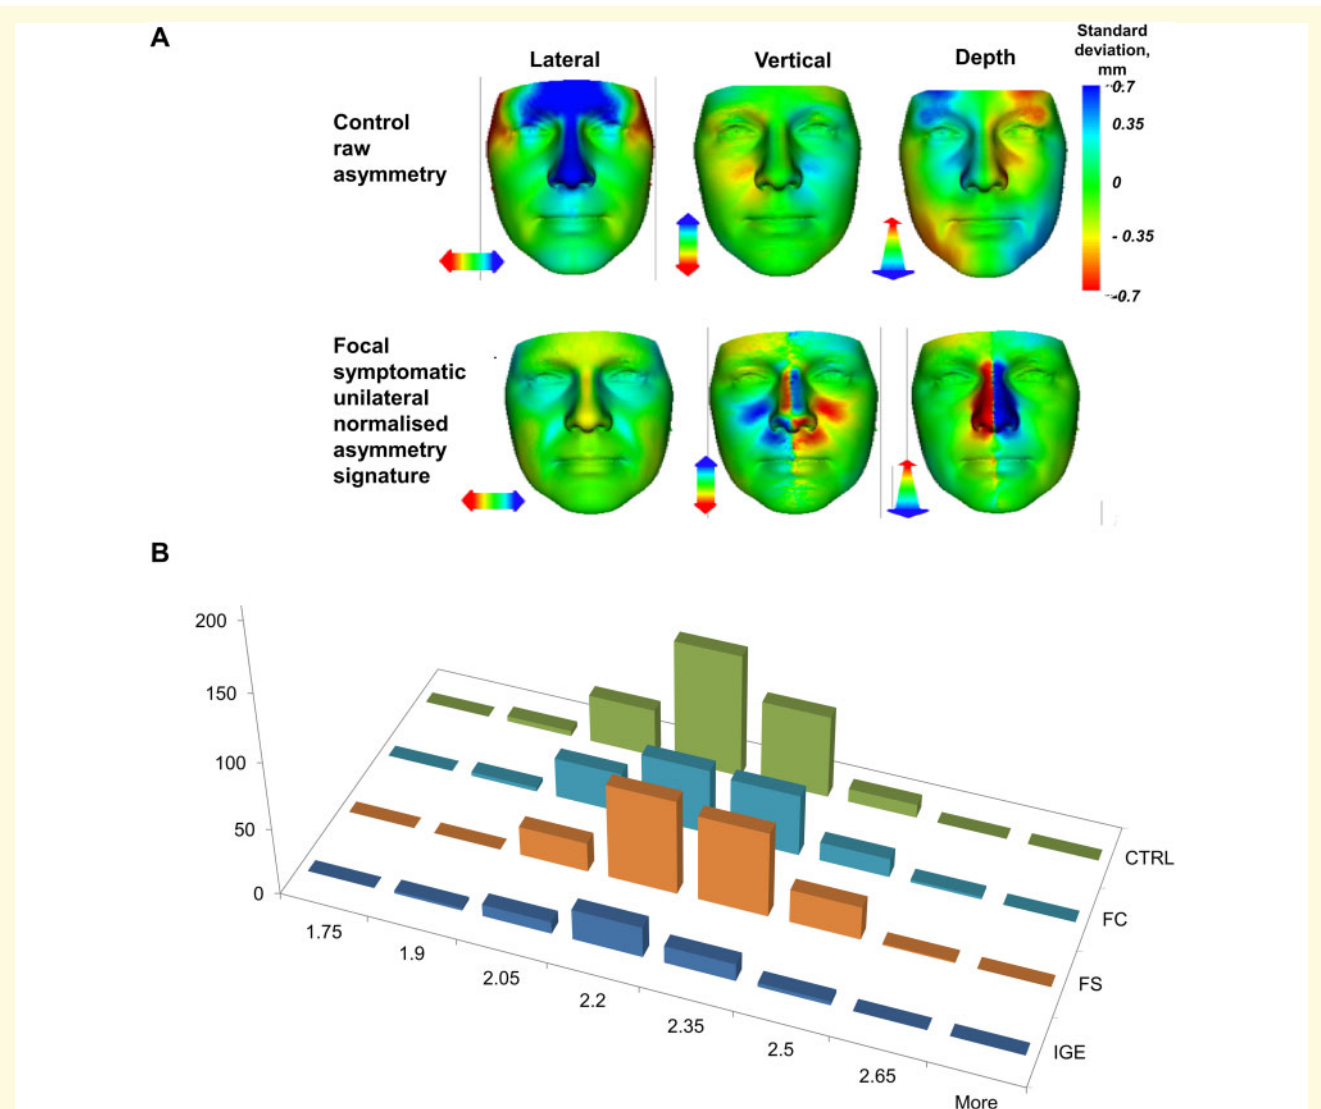 A
Lateral
Vertical
Depth
Standard
deviation,
mm
0.7
0.35
0
- 0.35
-0.7
Control
raw
asymmetry
Focal
symptomatic
unilateral
normalised
asymmetry
signature
B
200
150
100
50
0
1.75
1.9
2.05
2.2
2.35
2.5
2.65
More
CTRL
FC
FS
IGE